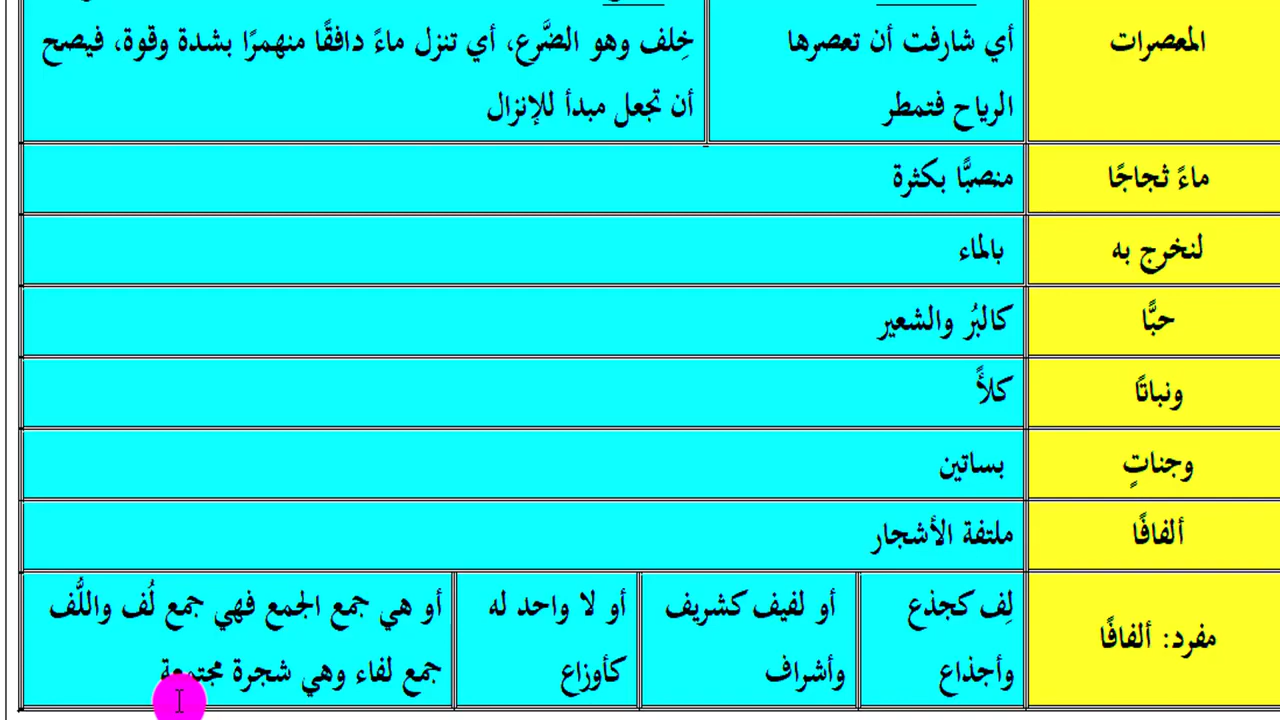 المعصرات
أي شارفت أن تعصرها
الرياح فتمطر
خِلف وهو الضَّرع، أي تنزل ماءً دافقًا منهمرًا بشدة وقوة، فيصح
أن تجعل مبدأ للإنزال
ماءً ثجاجًا
منصبًّا بكثرة
لنخرج به
بالماء
حبًّا
كالبُر والشعير
ونباتًا
كلأً
وجناتٍ
بساتين
ألفافًا
ملتفة الأشجار
مفرد: ألفافًا
لِف كجذع
وأجذاع
أو لفيف كشريف
وأشراف
أو لا واحد له
كأوزاع
أو هي جمع الجمع فهي جمع لُف واللُّف
جمع لفاء وهي شجرة مجتمعة